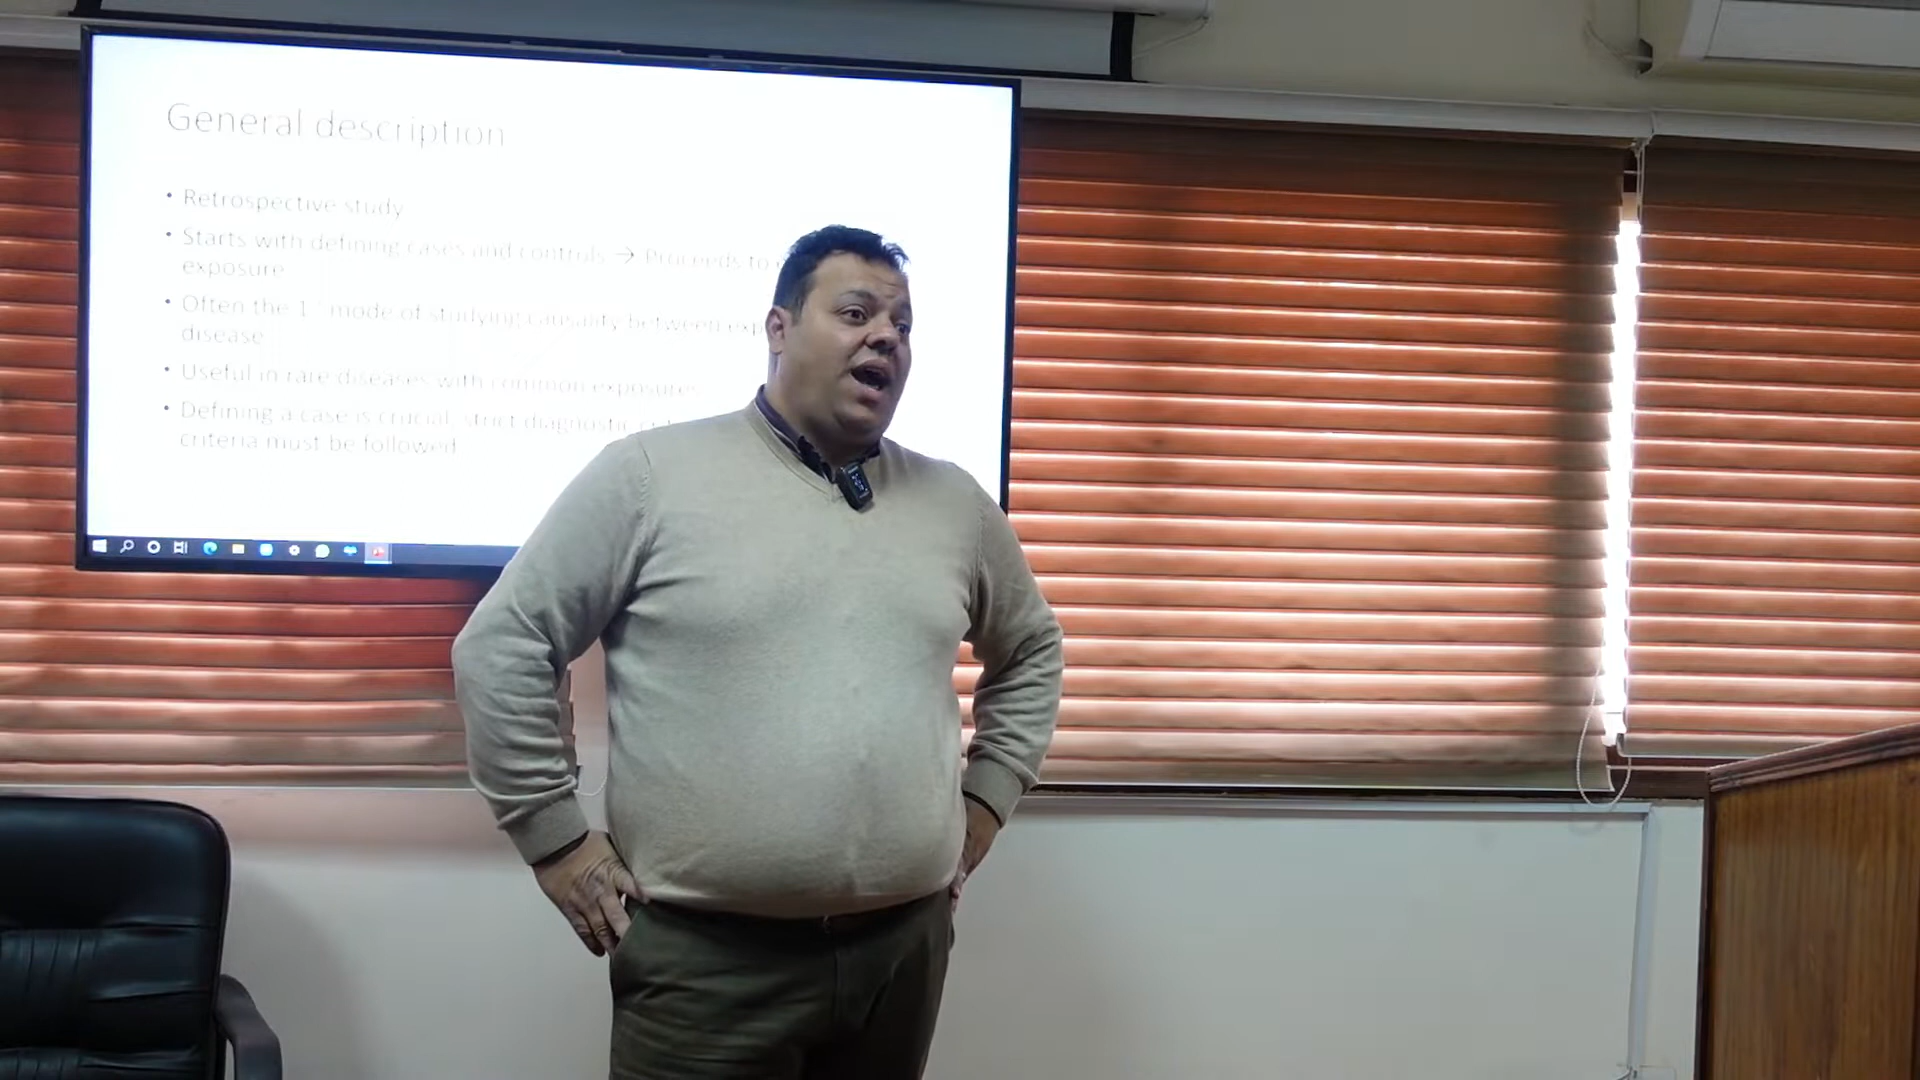 General description
• Retrospective study
• Starts with defining cases and controls → Proceeds to
exposure
• Often the 1 mode of studying causality between exp
disease
• Useful in rare diseases with common exposures
• Defining a case is crucial, strict diagnostic
criteria must be followed